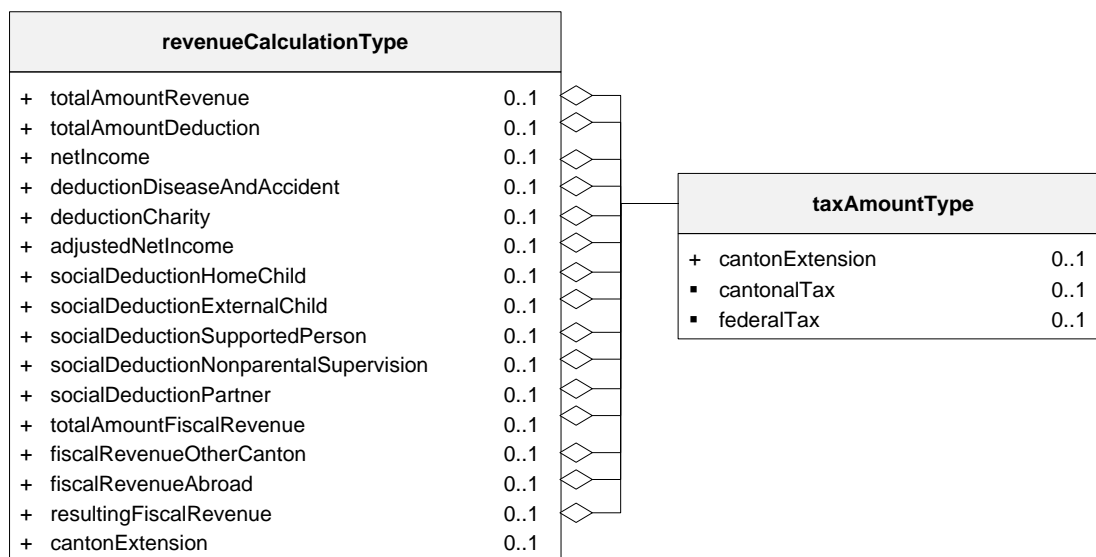 revenueCalculationType
+ totalAmountRevenue 0..1
+ totalAmountDeduction 0..1
+ netIncome 0..1
+ deductionDiseaseAndAccident 0..1
+ deductionCharity 0..1
+ adjustedNetIncome 0..1
+ socialDeductionHomeChild 0..1
+ socialDeductionExternalChild 0..1
+ socialDeductionSupportedPerson 0..1
+ socialDeductionNonparentalSupervision 0..1
+ socialDeductionPartner 0..1
+ totalAmountFiscalRevenue 0..1
+ fiscalRevenueOtherCanton 0..1
+ fiscalRevenueAbroad 0..1
+ resultingFiscalRevenue 0..1
+ cantonExtension 0..1
taxAmountType
+ cantonExtension 0..1
▪ cantonalTax 0..1
▪ federalTax 0..1